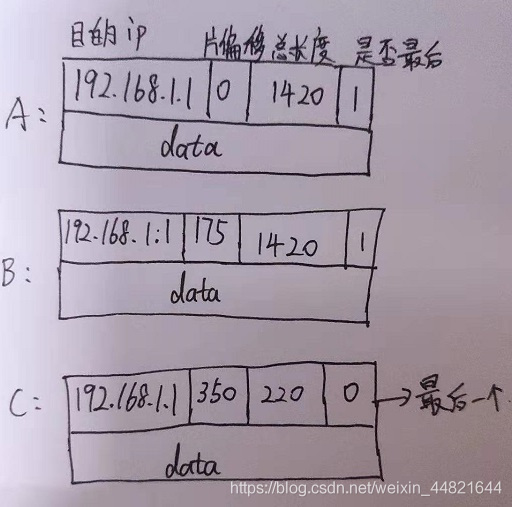 目的ip 片偏移 总长度 是否最后
A: 192.168.1.1 0 1420 1
data
B: 192.168.1:1 175 1420 1
data
C: 192.168.1.1 350 220 0 →最后一个
data
https://blog.csdn.net/weixin_44821644